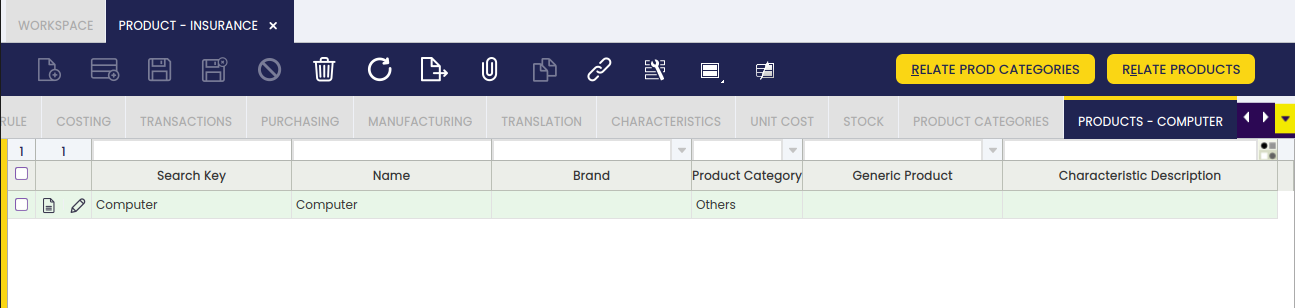 WORKSPACE PRODUCT - INSURANCE ×
RELATE PROD CATEGORIES RELATE PRODUCTS
RULE COSTING TRANSACTIONS PURCHASING MANUFACTURING TRANSLATION CHARACTERISTICS UNIT COST STOCK PRODUCT CATEGORIES PRODUCTS - COMPUTER
1 1
Search Key Name Brand Product Category Generic Product Characteristic Description
Computer Computer Others